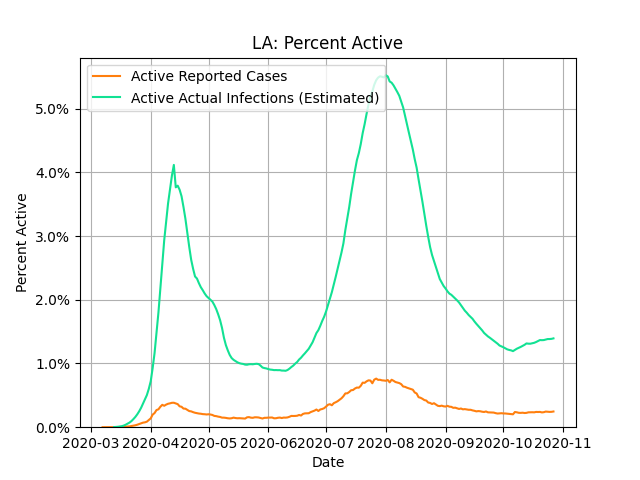 LA: Percent Active
Active Reported Cases
Active Actual Infections (Estimated)
Percent Active
5.0%
4.0%
3.0%
2.0%
1.0%
0.0%
2020-03 2020-04 2020-05 2020-06 2020-07 2020-08 2020-09 2020-10 2020-11
Date